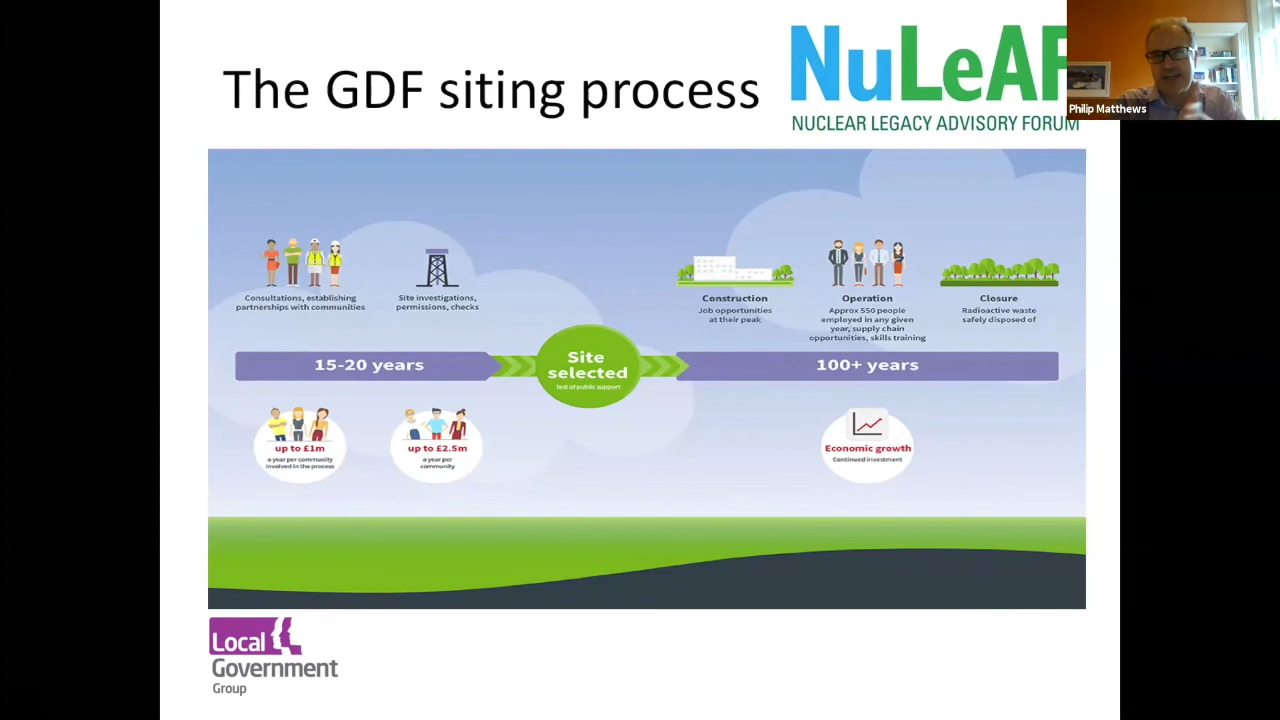 The GDF siting process
NuLeAF
NUCLEAR LEGACY ADVISORY FORUM
Philip Matthews
Consultations, establishing
partnerships with communities
Site investigations,
permissions, checks
Construction
Job opportunities
at their peak
Operation
Approx 550 people
employed in any given
year, supply chain
opportunities, skills training
Closure
Radioactive waste
safely disposed of
15-20 years
Site
selected
Test of public support
100+ years
up to £1m
a year per community
involved in the process
up to £2.5m
a year per
community
Economic growth
Continued investment
Local
Government
Group